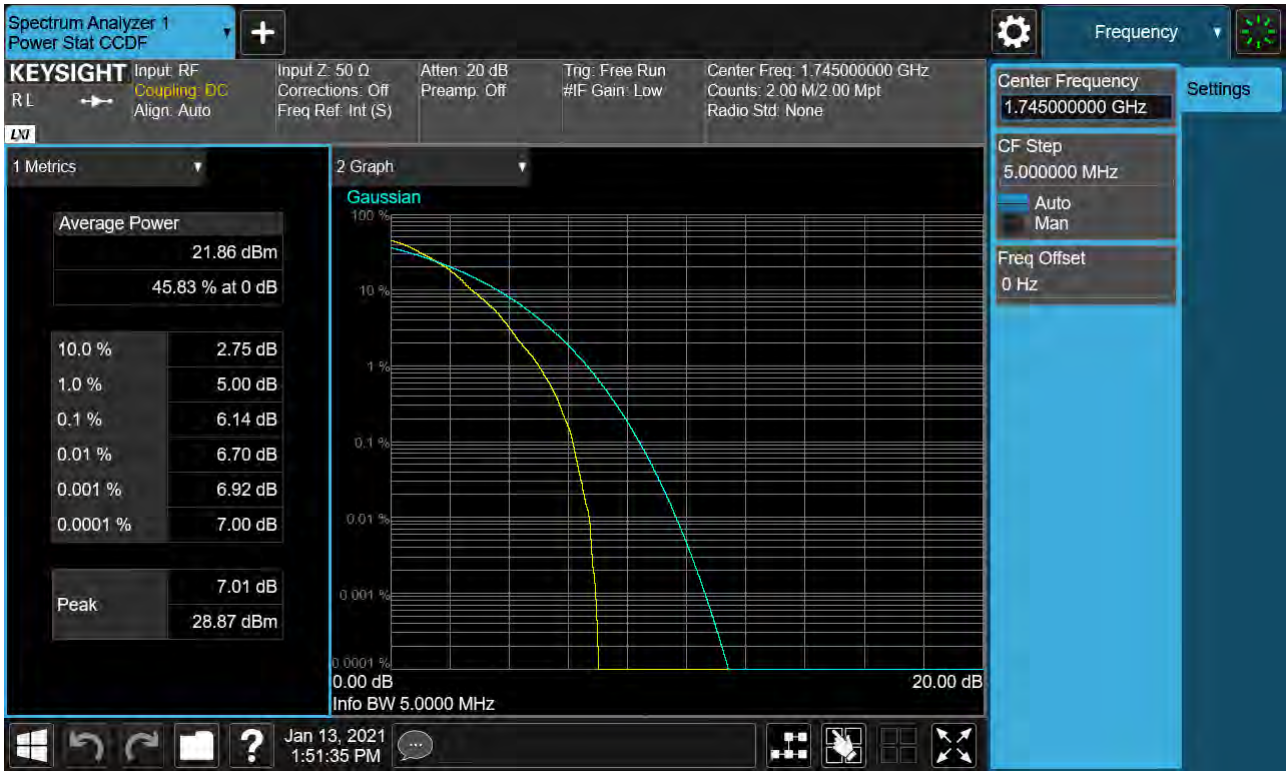 Spectrum Analyzer 1
Power Stat CCDF
Frequency
KEYSIGHT
RL
LXI
Input: RF
Coupling: DC
Align: Auto
Input Z: 50 Ω
Corrections: Off
Freq Ref: Int (S)
Atten: 20 dB
Preamp: Off
Trig: Free Run
#IF Gain: Low
Center Freq: 1.745000000 GHz
Counts: 2.00 M/2.00 Mpt
Radio Std: None
Center Frequency
1.745000000 GHz
Settings
CF Step
5.000000 MHz
Auto
Man
Freq Offset
0 Hz
1 Metrics
Average Power
21.86 dBm
45.83 % at 0 dB
10.0 % 2.75 dB
1.0 % 5.00 dB
0.1 % 6.14 dB
0.01 % 6.70 dB
0.001 % 6.92 dB
0.0001 % 7.00 dB
Peak
7.01 dB
28.87 dBm
2 Graph
Gaussian
100 %
10 %
1 %
0.1 %
0.01 %
0.001 %
0.0001 %
0.00 dB 20.00 dB
Info BW 5.0000 MHz
?
Jan 13, 2021
1:51:35 PM